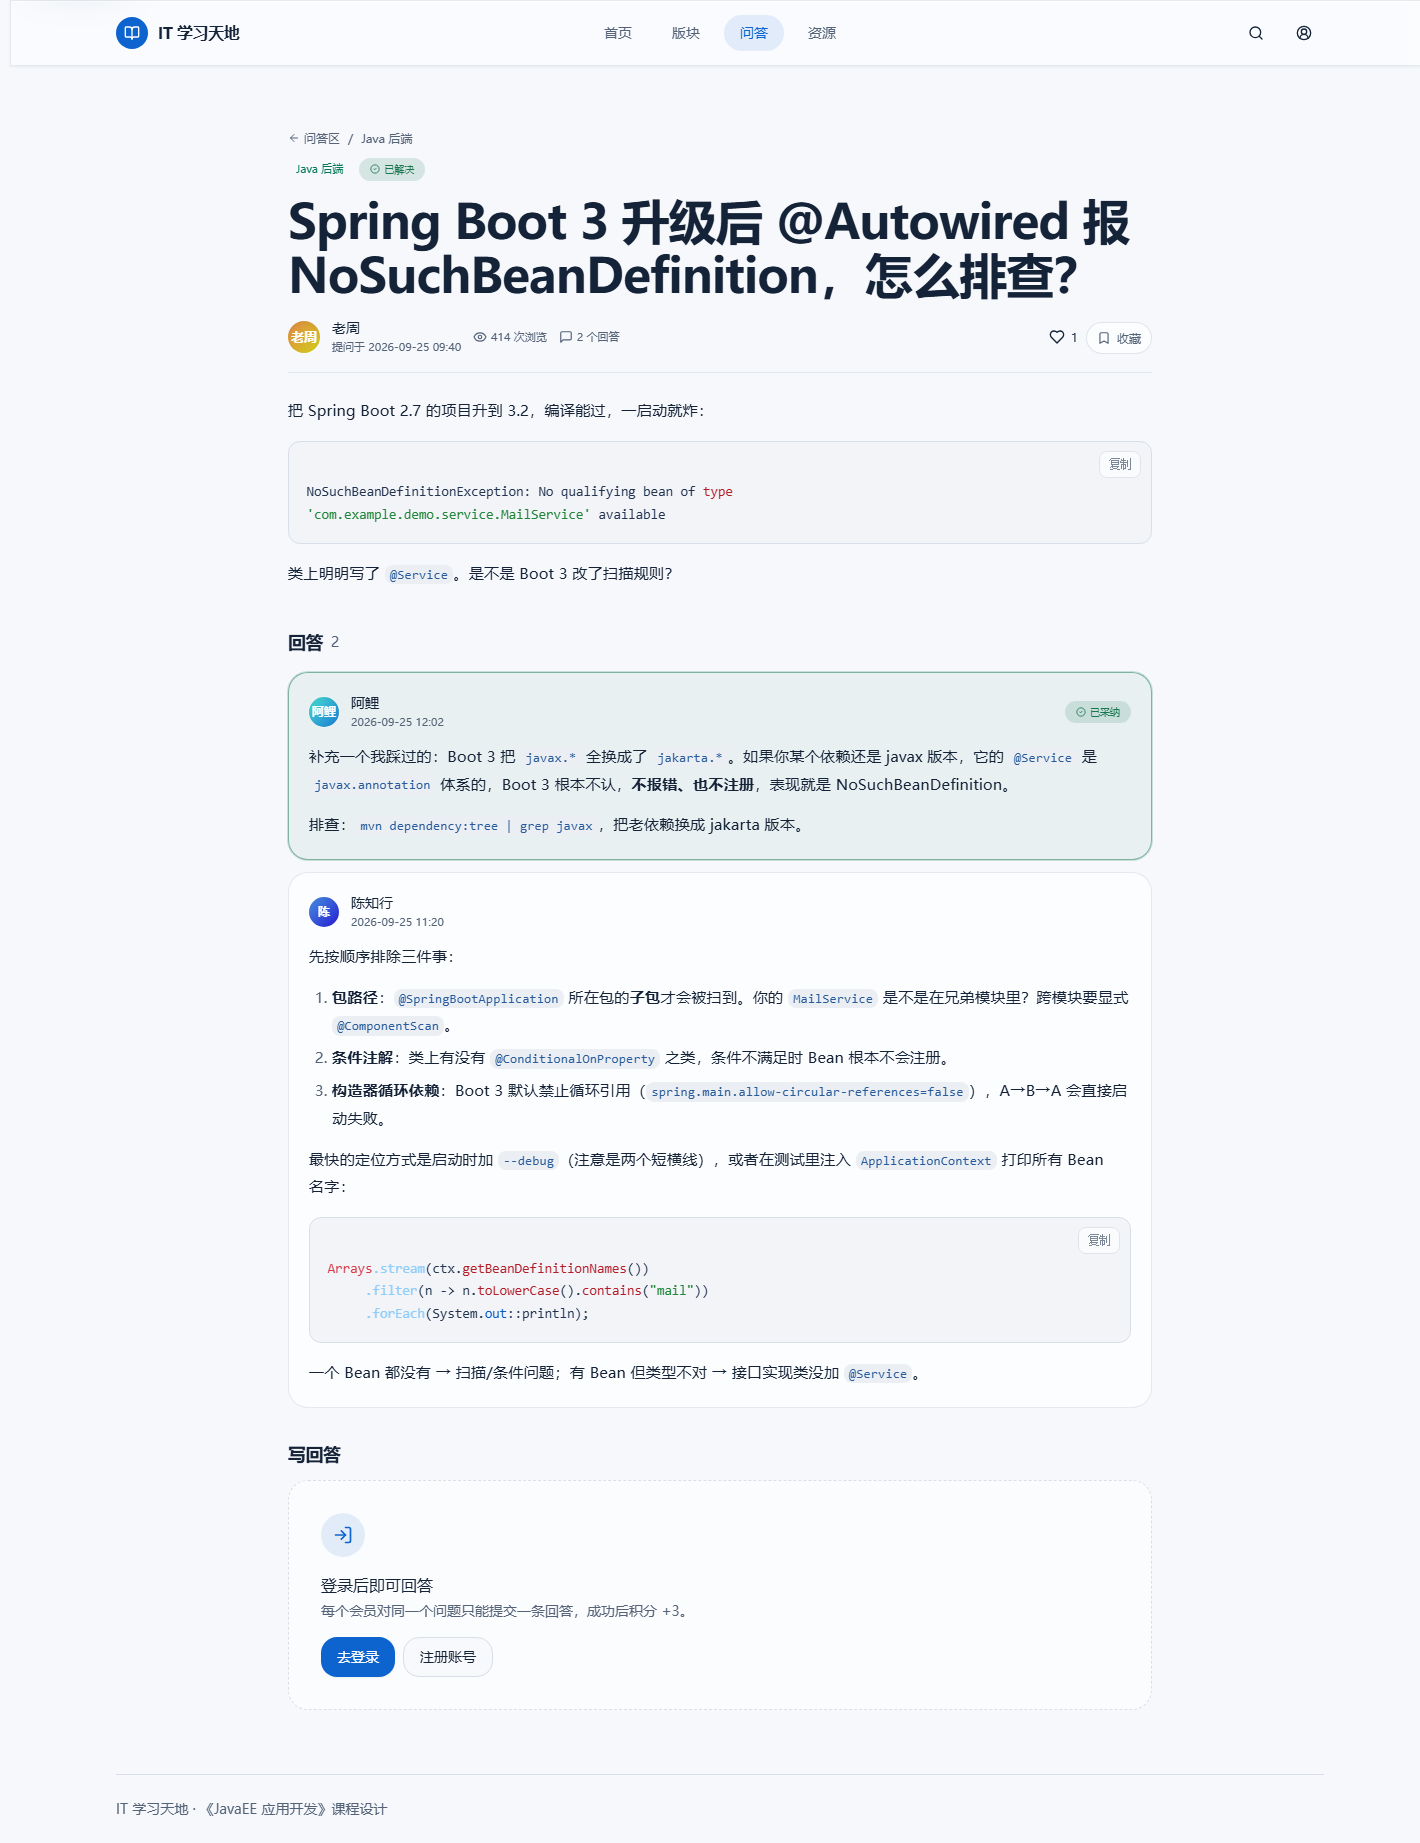 IT 学习天地
首页
版块
问答
资源
← 问答区 / Java 后端
Java 后端
已解决
Spring Boot 3 升级后 @Autowired 报
NoSuchBeanDefinition，怎么排查？
老周
老周
提问于 2026-09-25 09:40
414 次浏览
2 个回答
1
收藏
把 Spring Boot 2.7 的项目升到 3.2，编译能过，一启动就炸：
复制
NoSuchBeanDefinitionException: No qualifying bean of type
'com.example.demo.service.MailService' available
类上明明写了 @Service。是不是 Boot 3 改了扫描规则？
回答 2
阿鲤
阿鲤
2026-09-25 12:02
已采纳
补充一个我踩过的：Boot 3 把 javax.* 全换成了 jakarta.*。如果你某个依赖还是 javax 版本，它的 @Service 是
javax.annotation 体系的，Boot 3 根本不认，不报错、也不注册，表现就是 NoSuchBeanDefinition。
排查： mvn dependency:tree | grep javax，把老依赖换成 jakarta 版本。
陈
陈知行
2026-09-25 11:20
先按顺序排除三件事：
1. 包路径：@SpringBootApplication 所在包的子包才会被扫到。你的 MailService 是不是在兄弟模块里？跨模块要显式
@ComponentScan。
2. 条件注解：类上有没有 @ConditionalOnProperty 之类，条件不满足时 Bean 根本不会注册。
3. 构造器循环依赖：Boot 3 默认禁止循环引用（spring.main.allow-circular-references=false），A→B→A 会直接启
动失败。
最快的定位方式是启动时加 --debug（注意是两个短横线），或者在测试里注入 ApplicationContext 打印所有 Bean
名字：
复制
Arrays.stream(ctx.getBeanDefinitionNames())
.filter(n -> n.toLowerCase().contains("mail"))
.forEach(System.out::println);
一个 Bean 都没有 → 扫描/条件问题；有 Bean 但类型不对 → 接口实现类没加 @Service。
写回答
登录后即可回答
每个会员对同一个问题只能提交一条回答，成功后积分 +3。
去登录
注册账号
IT 学习天地 · 《JavaEE 应用开发》课程设计